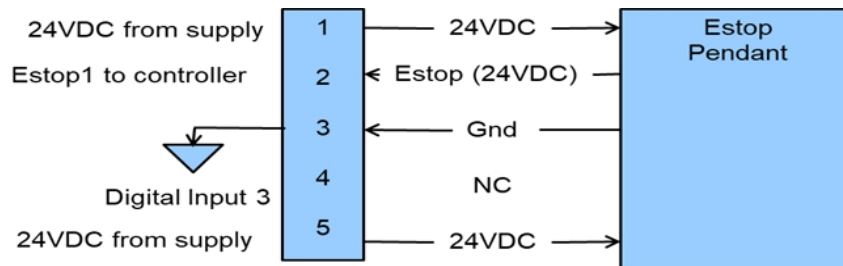 24VDC from supply 1 24VDC Estop
Pendant
Estop1 to controller 2 Estop (24VDC)
3 Gnd
Digital Input 3 4 NC
24VDC from supply 5 24VDC